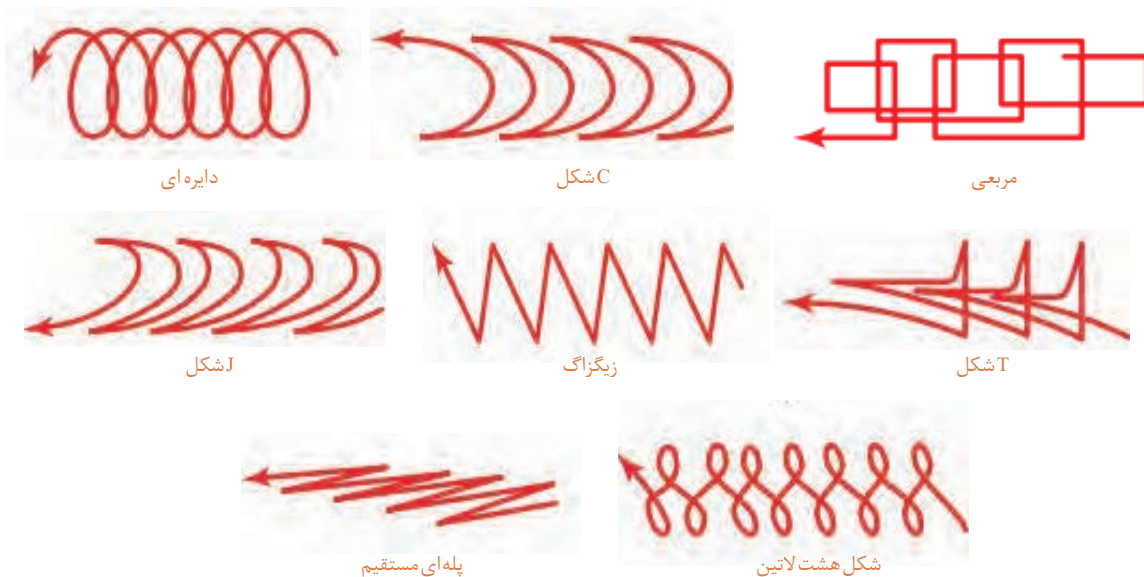 مربعی
C شکل
دایره ای
T شکل
زیگزاگ
J شکل
شکل هشت لاتین
پله ای مستقیم